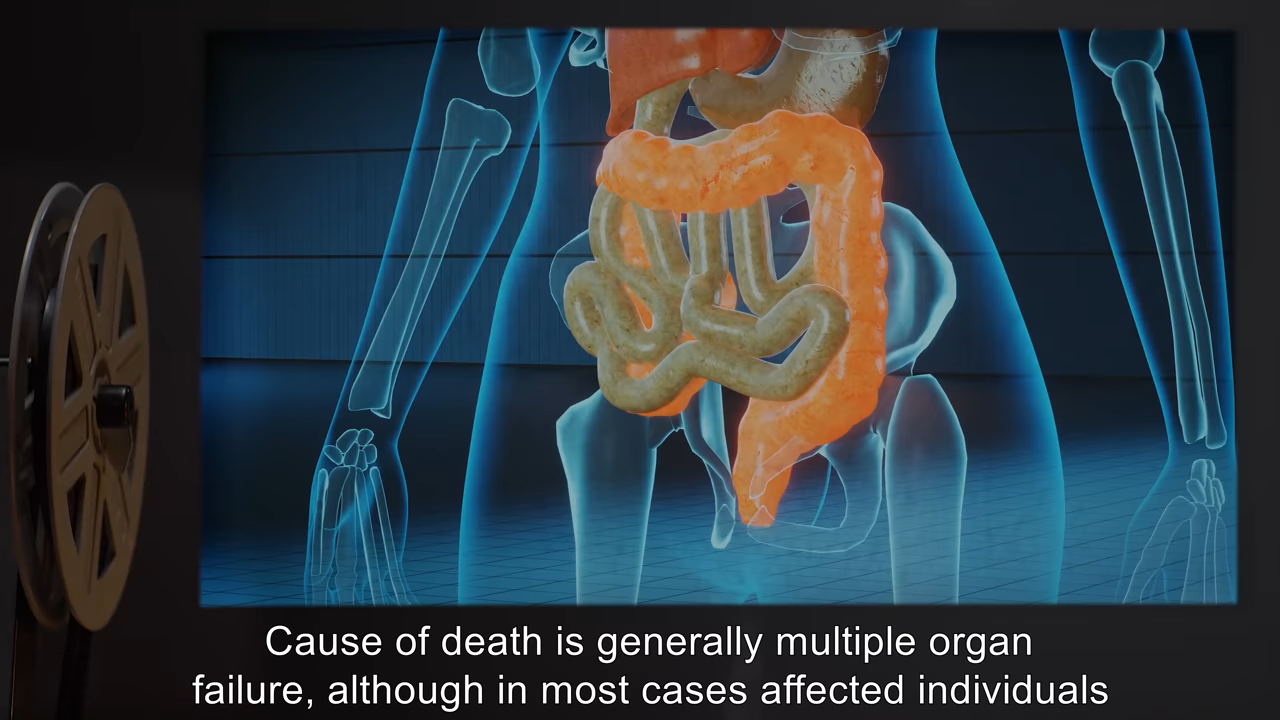 Cause of death is generally multiple organ
failure, although in most cases affected individuals